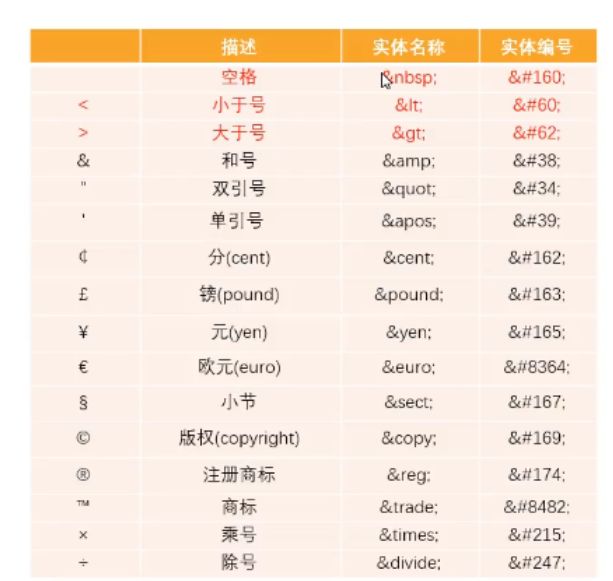 描述 实体名称 实体编号
空格 &nbsp; &#160;
< 小于号 &lt; &#60;
> 大于号 &gt; &#62;
& 和号 &amp; &#38;
" 双引号 &quot; &#34;
' 单引号 &apos; &#39;
¢ 分(cent) &cent; &#162;
£ 镑(pound) &pound; &#163;
¥ 元(yen) &yen; &#165;
€ 欧元(euro) &euro; &#8364;
§ 小节 &sect; &#167;
© 版权(copyright) &copy; &#169;
® 注册商标 &reg; &#174;
™ 商标 &trade; &#8482;
× 乘号 &times; &#215;
÷ 除号 &divide; &#247;